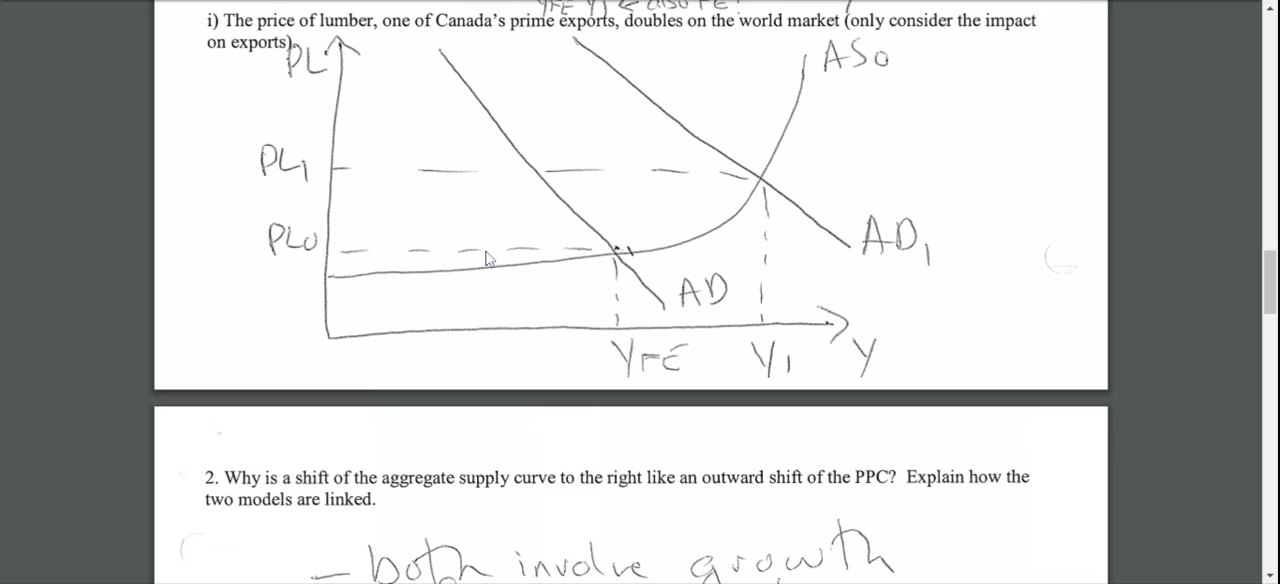 i) The price of lumber, one of Canada's prime exports, doubles on the world market (only consider the impact
on exports).
PL
AS0
PL1
PL0
AD1
AD
YFE
Y1
Y
2. Why is a shift of the aggregate supply curve to the right like an outward shift of the PPC? Explain how the
two models are linked.
- both involve growth